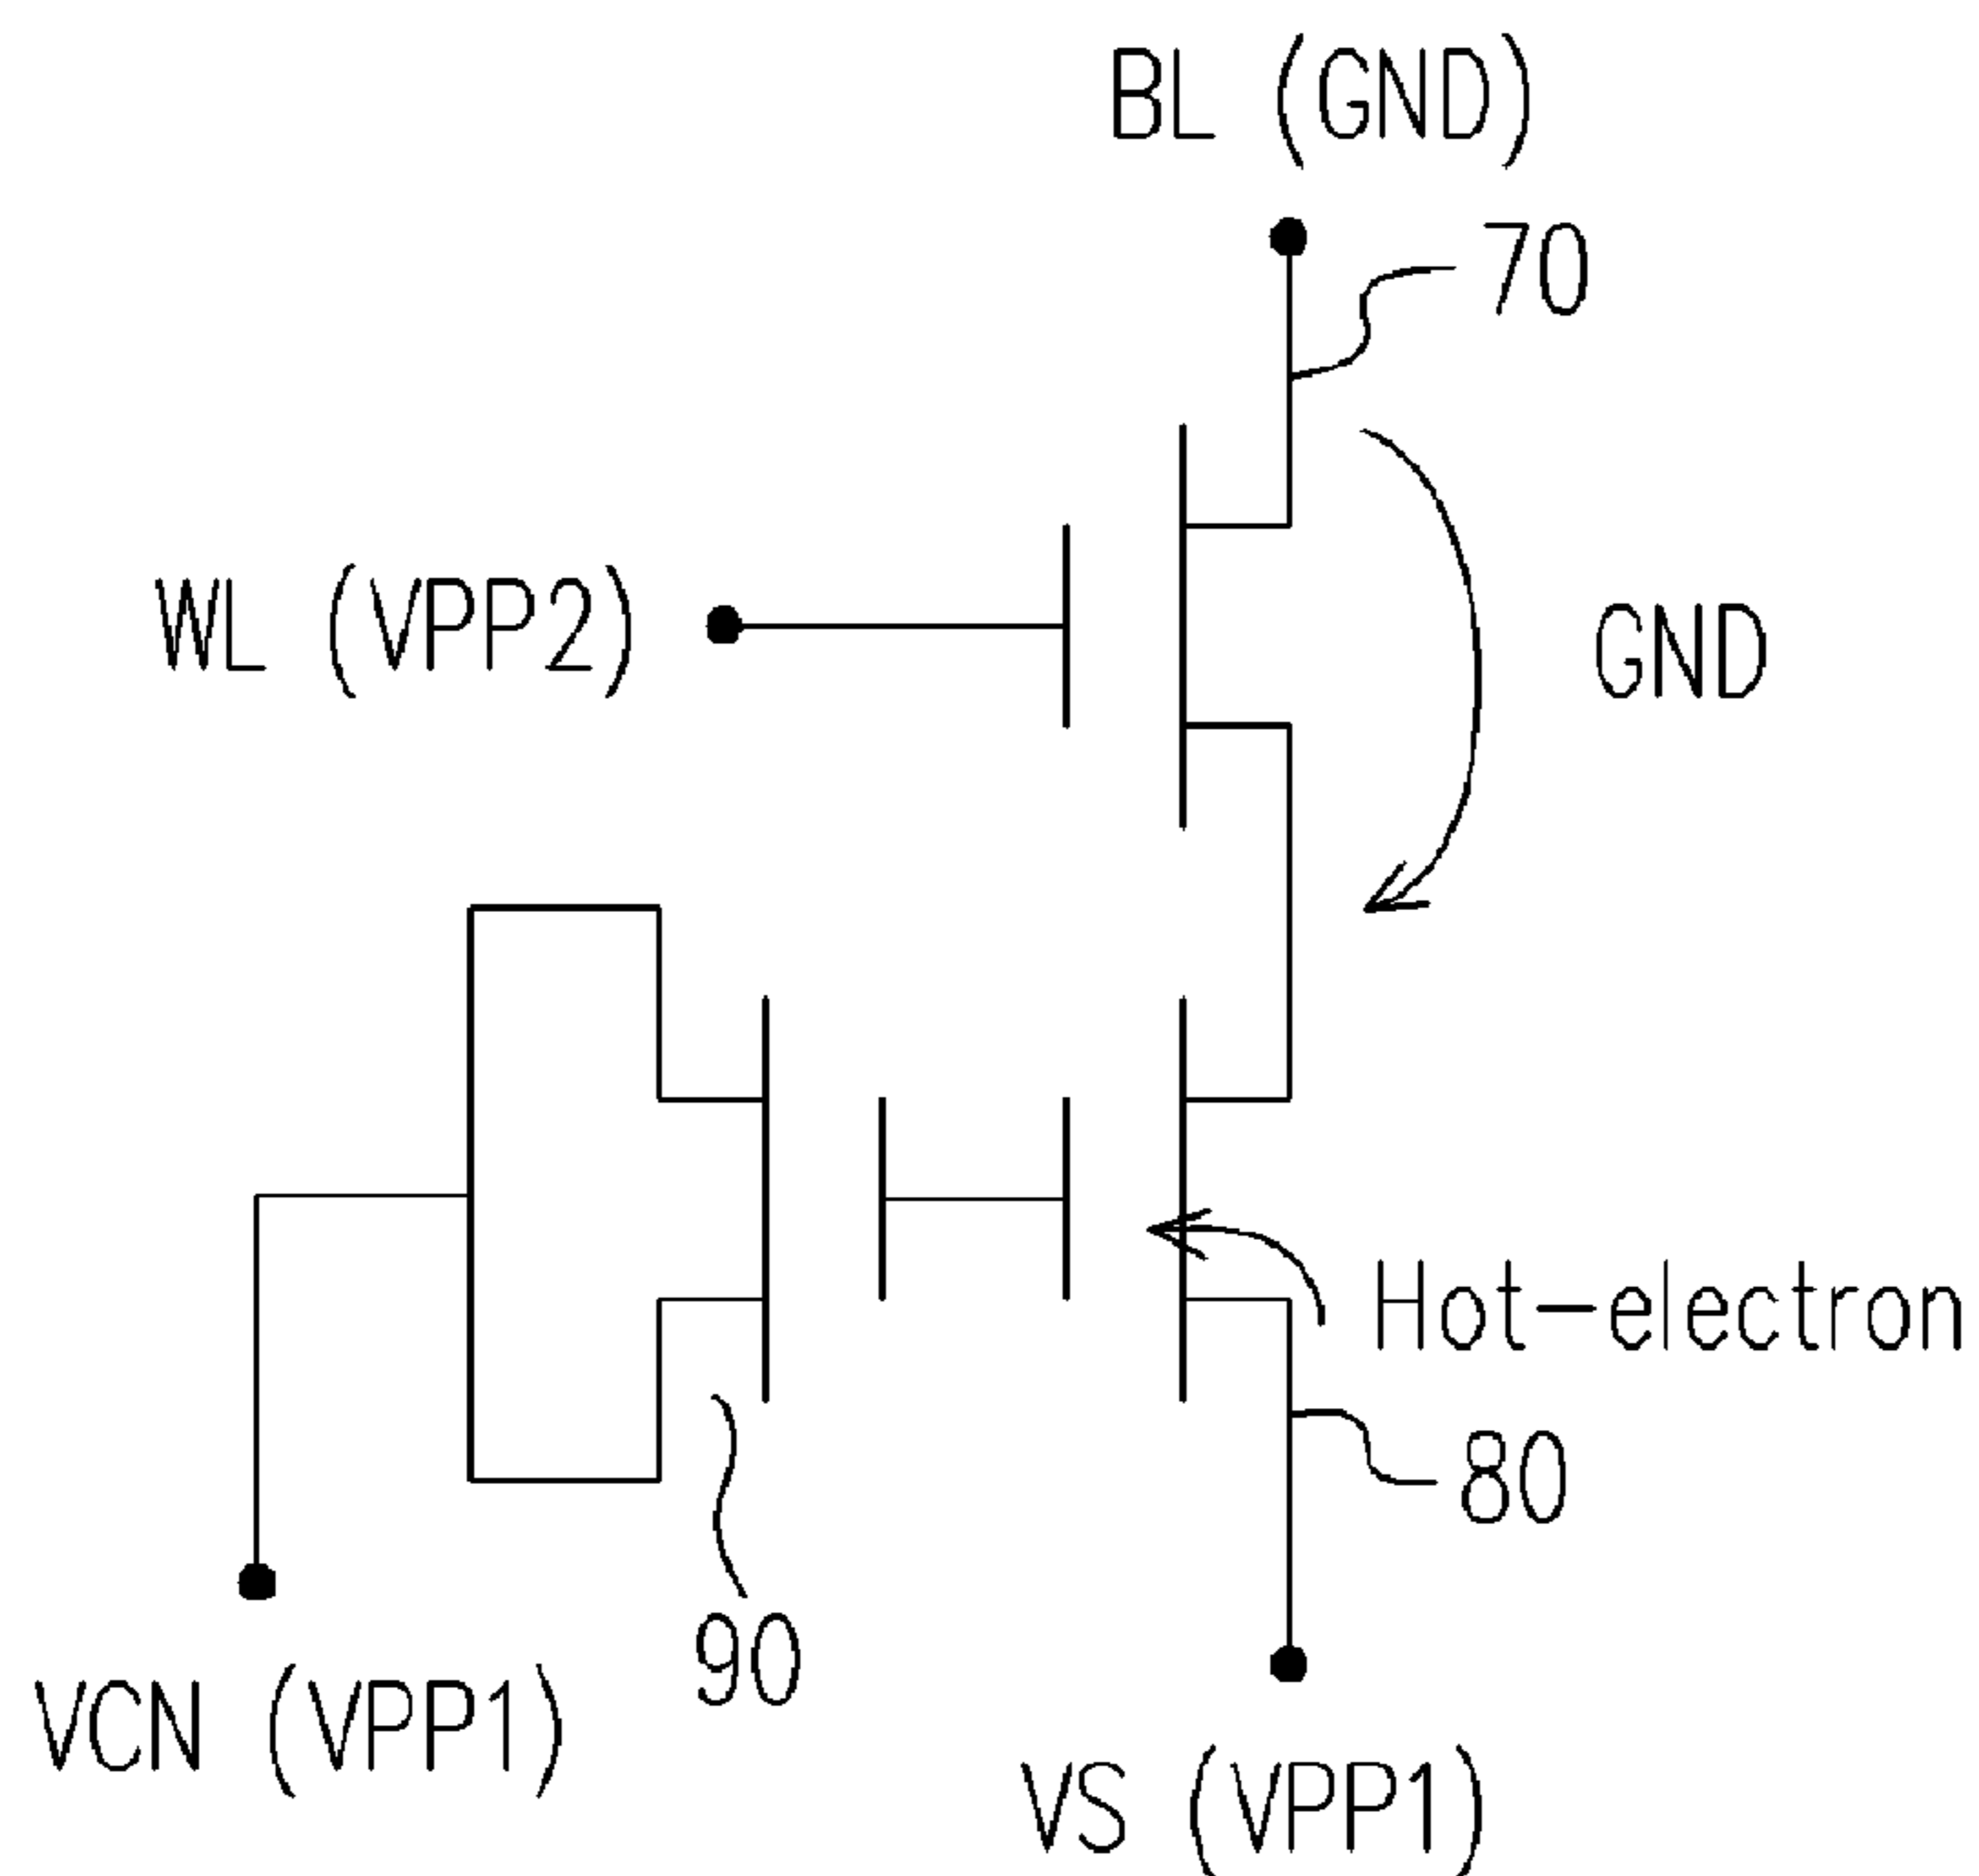 BL (GND)
70
WL (VPP2)
GND
Hot-electron
80
90
VCN (VPP1)
VS (VPP1)